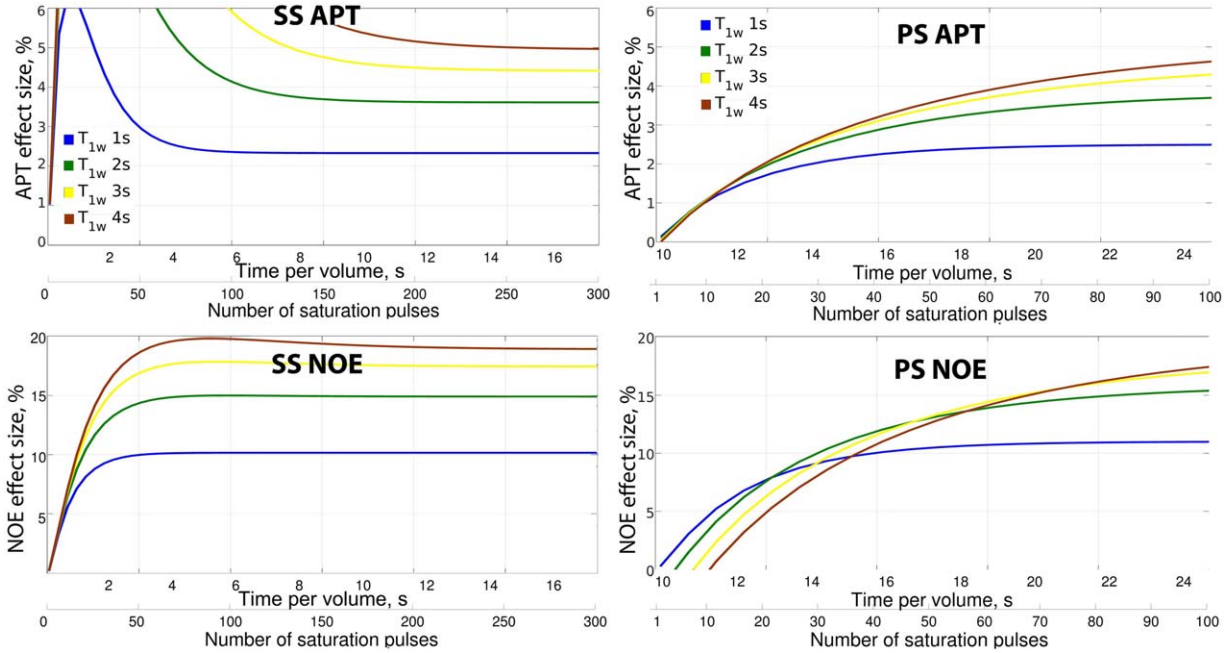 SS APT
APT effect size, %
6
5
4
3
2
1
0
T1w 1s
T1w 2s
T1w 3s
T1w 4s
2 4 6 8 10 12 14 16
Time per volume, s
0 50 100 150 200 250 300
Number of saturation pulses
PS APT
APT effect size, %
6
5
4
3
2
1
0
T1w 1s
T1w 2s
T1w 3s
T1w 4s
10 12 14 16 18 20 22 24
Time per volume, s
1 10 20 30 40 50 60 70 80 90 100
Number of saturation pulses
SS NOE
NOE effect size, %
20
15
10
5
2 4 6 8 10 12 14 16
Time per volume, s
0 50 100 150 200 250 300
Number of saturation pulses
PS NOE
NOE effect size, %
20
15
10
5
0
10 12 14 16 18 20 22 24
Time per volume, s
1 10 20 30 40 50 60 70 80 90 100
Number of saturation pulses